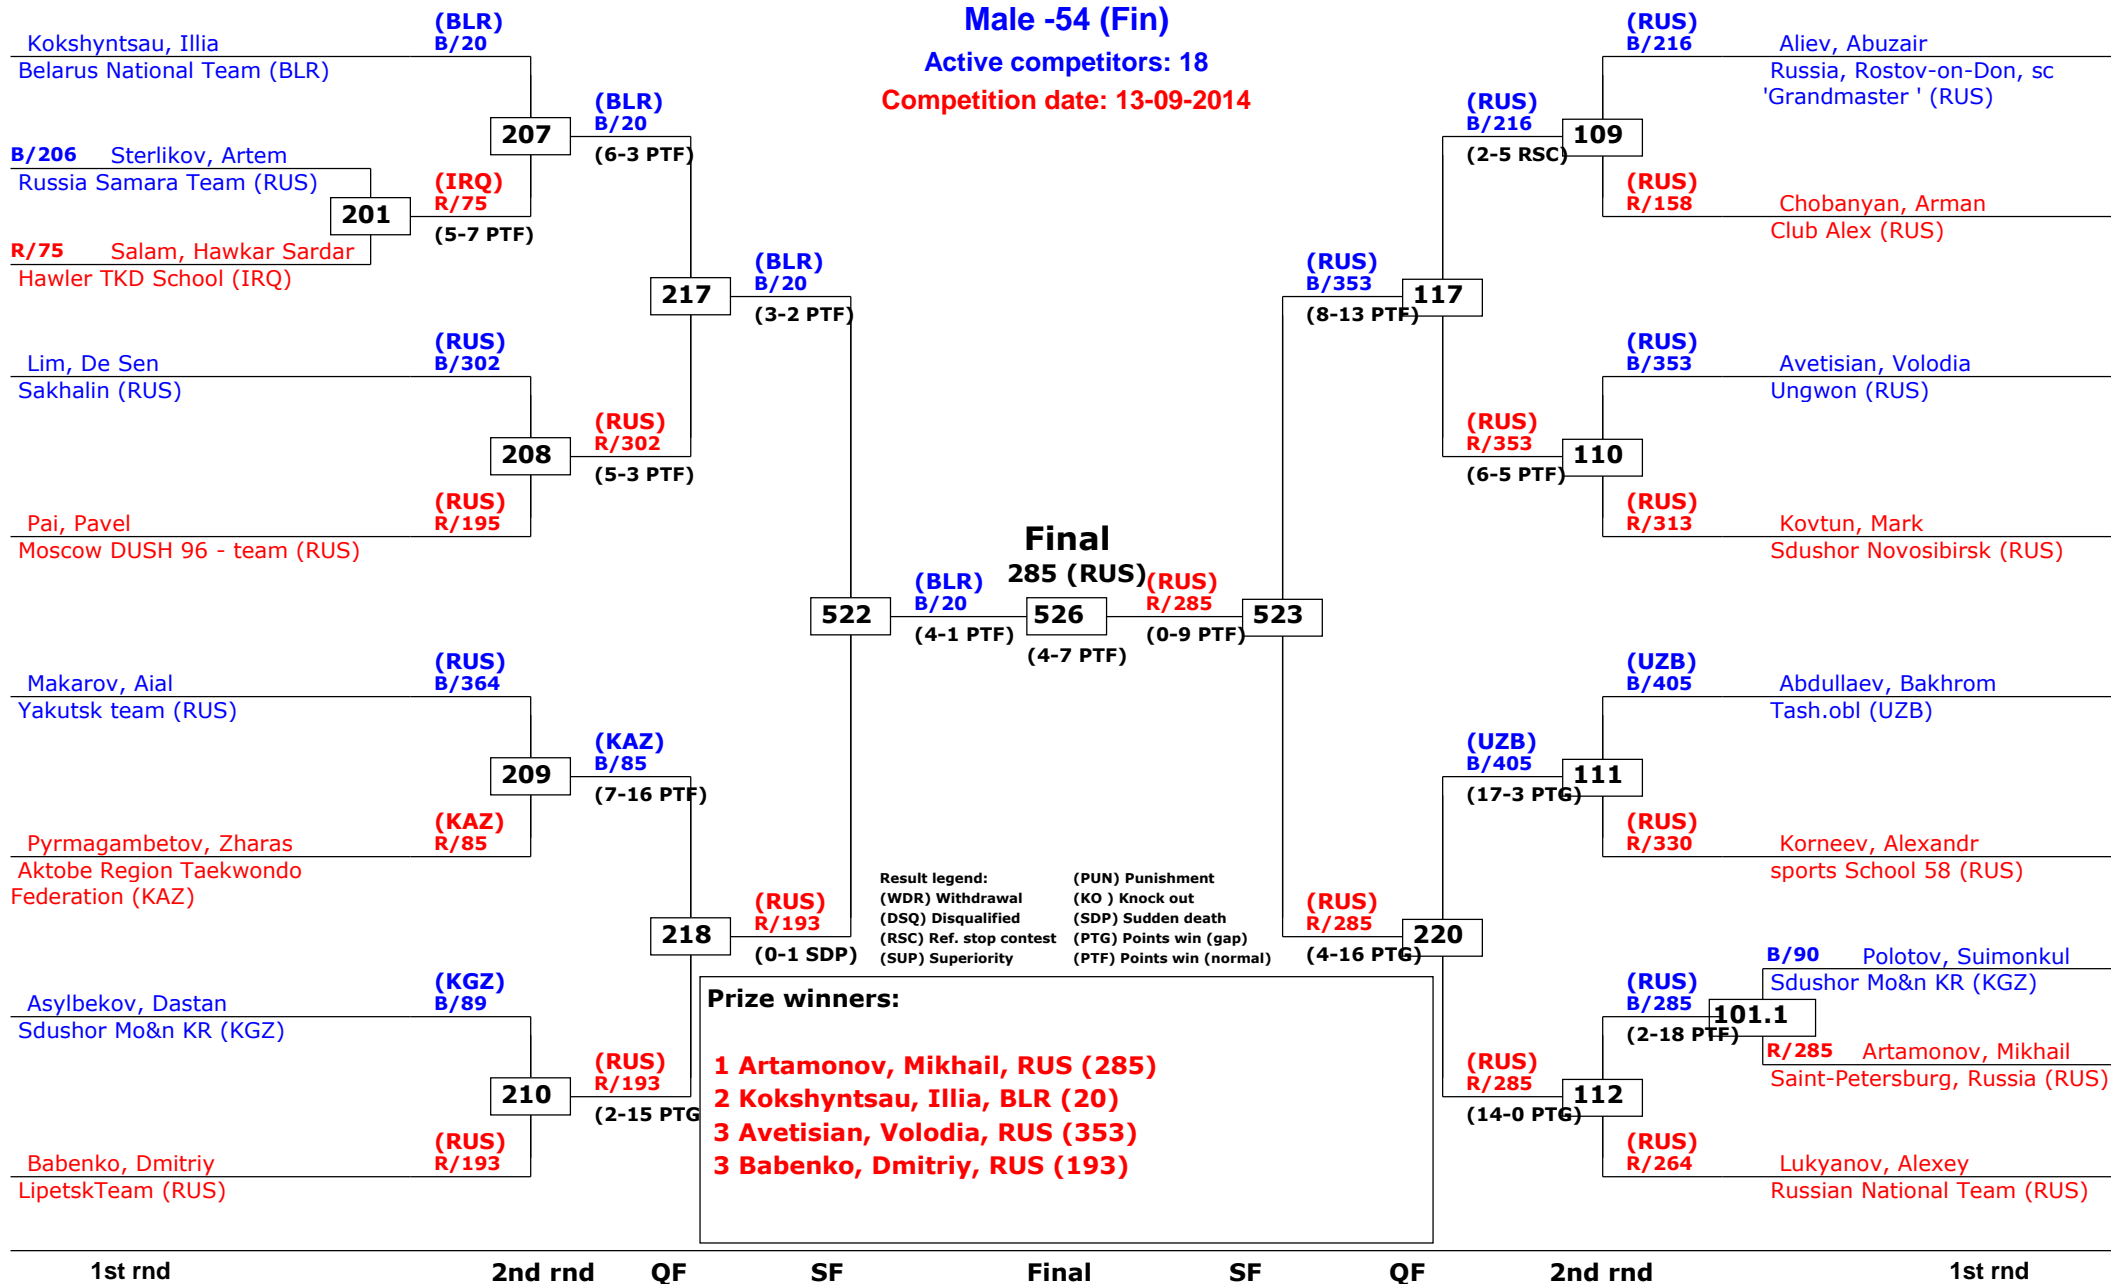 Male -54 (Fin)
Active competitors: 18
Competition date: 13-09-2014
(BLR)
Kokshyntsau, Illia B/20
Belarus National Team (BLR)
B/206 Sterlikov, Artem
Russia Samara Team (RUS)
201
R/75 Salam, Hawkar Sardar
Hawler TKD School (IRQ)
(IRQ)
R/75
(5-7 PTF)
207
(BLR)
B/20
(6-3 PTF)
(RUS)
Lim, De Sen B/302
Sakhalin (RUS)
208
(RUS)
Pai, Pavel R/195
Moscow DUSH 96 - team (RUS)
(RUS)
R/302
(5-3 PTF)
217
(BLR)
B/20
(3-2 PTF)
(RUS)
Makarov, Aial B/364
Yakutsk team (RUS)
209
(KAZ)
Pyrmagambetov, Zharas R/85
Aktobe Region Taekwondo
Federation (KAZ)
(KAZ)
B/85
(7-16 PTF)
218
(RUS)
R/193
(0-1 SDP)
(KGZ)
Asylbekov, Dastan B/89
Sdushor Mo&n KR (KGZ)
210
(RUS)
Babenko, Dmitriy R/193
LipetskTeam (RUS)
(RUS)
R/193
(2-15 PTG
522
(BLR)
B/20
(4-1 PTF)
Final
285 (RUS)
526
(4-7 PTF)
(RUS)
R/285
(0-9 PTF)
523
(RUS)
B/216 Aliev, Abuzair
Russia, Rostov-on-Don, sc
'Grandmaster ' (RUS)
109
(RUS)
R/158 Chobanyan, Arman
Club Alex (RUS)
(RUS)
B/216
(2-5 RSC)
117
(RUS)
B/353
(8-13 PTF)
(RUS)
B/353 Avetisian, Volodia
Ungwon (RUS)
110
(RUS)
R/313 Kovtun, Mark
Sdushor Novosibirsk (RUS)
(RUS)
R/353
(6-5 PTF)
(UZB)
B/405 Abdullaev, Bakhrom
Tash.obl (UZB)
111
(RUS)
R/330 Korneev, Alexandr
sports School 58 (RUS)
(UZB)
B/405
(17-3 PTG)
220
(RUS)
R/285
(4-16 PTG)
B/90 Polotov, Suimonkul
Sdushor Mo&n KR (KGZ)
101.1
R/285 Artamonov, Mikhail
Saint-Petersburg, Russia (RUS)
(RUS)
B/285
(2-18 PTF)
112
(RUS)
R/264 Lukyanov, Alexey
Russian National Team (RUS)
(RUS)
R/285
(14-0 PTG)
Result legend: (PUN) Punishment
(WDR) Withdrawal (KO ) Knock out
(DSQ) Disqualified (SDP) Sudden death
(RSC) Ref. stop contest (PTG) Points win (gap)
(SUP) Superiority (PTF) Points win (normal)
Prize winners:
1 Artamonov, Mikhail, RUS (285)
2 Kokshyntsau, Illia, BLR (20)
3 Avetisian, Volodia, RUS (353)
3 Babenko, Dmitriy, RUS (193)
1st rnd 2nd rnd QF SF Final SF QF 2nd rnd 1st rnd